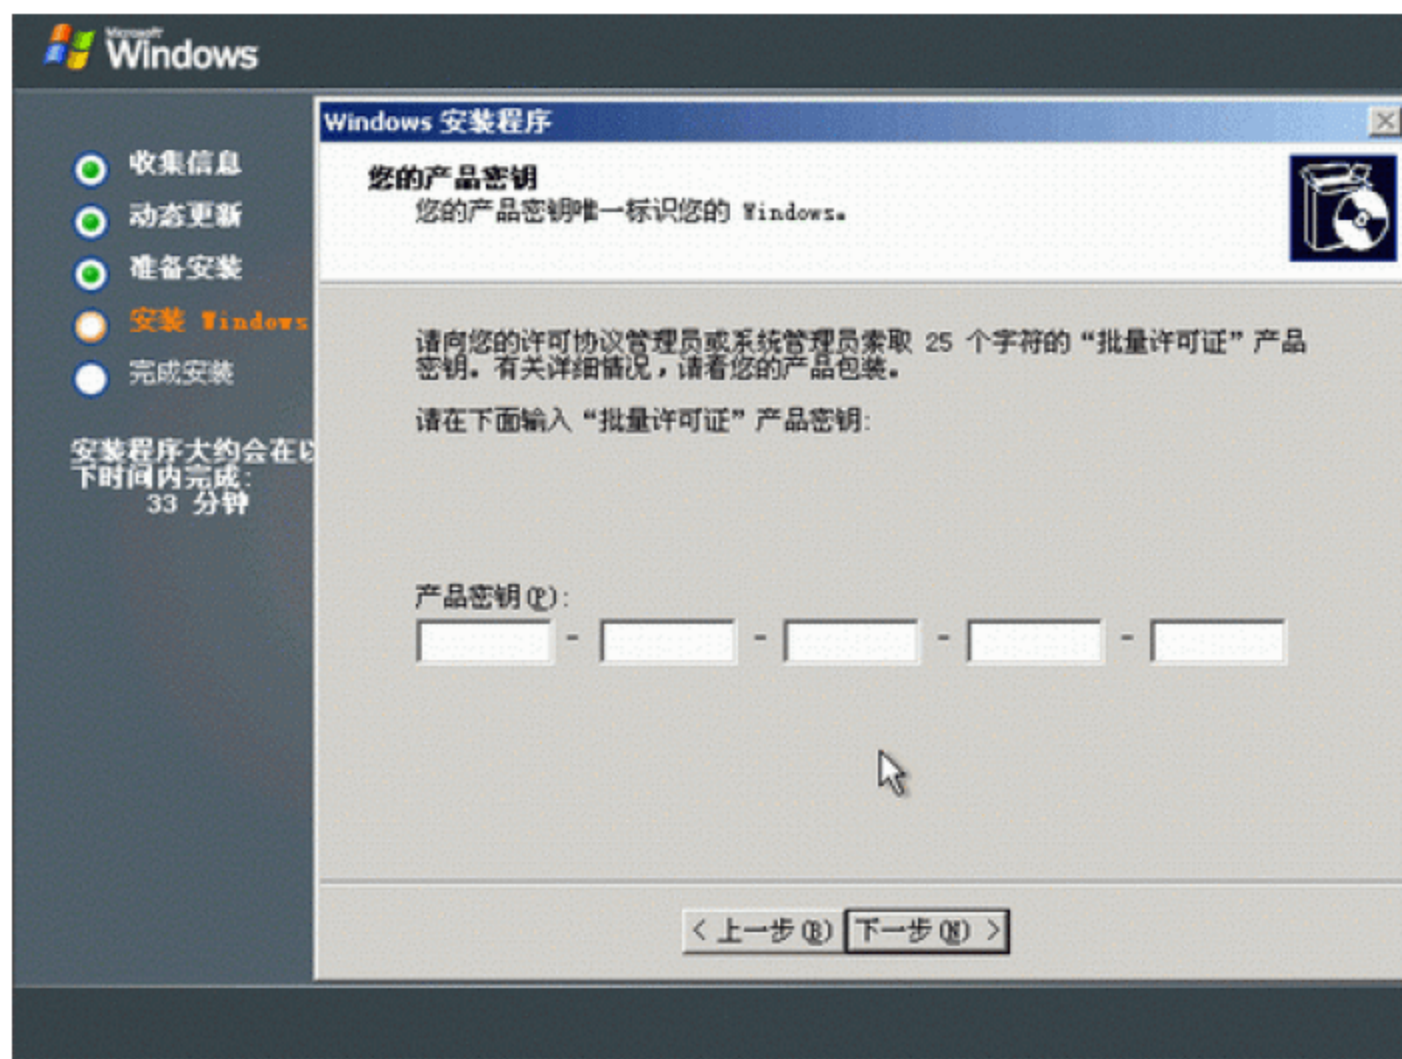 Microsoft
Windows
收集信息
动态更新
准备安装
安装 Windows
完成安装
安装程序大约会在以
下时间内完成:
33 分钟
Windows 安装程序
您的产品密钥
您的产品密钥唯一标识您的 Windows。
请向您的许可协议管理员或系统管理员索取 25 个字符的“批量许可证”产品
密钥。有关详细情况，请看您的产品包装。
请在下面输入“批量许可证”产品密钥:
产品密钥(P):
- - - -
< 上一步(B)
下一步(N) >